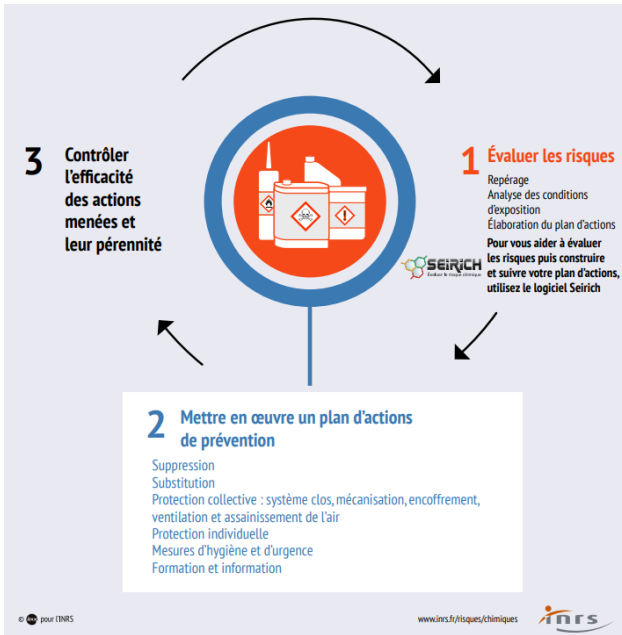 1 Évaluer les risques
Repérage
Analyse des conditions
d'exposition
Élaboration du plan d'actions
Pour vous aider à évaluer
les risques puis construire
et suivre votre plan d'actions,
utilisez le logiciel Seirich
SEIRICH
Évaluer le risque chimique
2 Mettre en œuvre un plan d'actions
de prévention
Suppression
Substitution
Protection collective : système clos, mécanisation, encoffrement,
ventilation et assainissement de l'air
Protection individuelle
Mesures d'hygiène et d'urgence
Formation et information
3 Contrôler
l'efficacité
des actions
menées et
leur pérennité
© pour l'INRS
www.inrs.fr/risques/chimiques
inrs